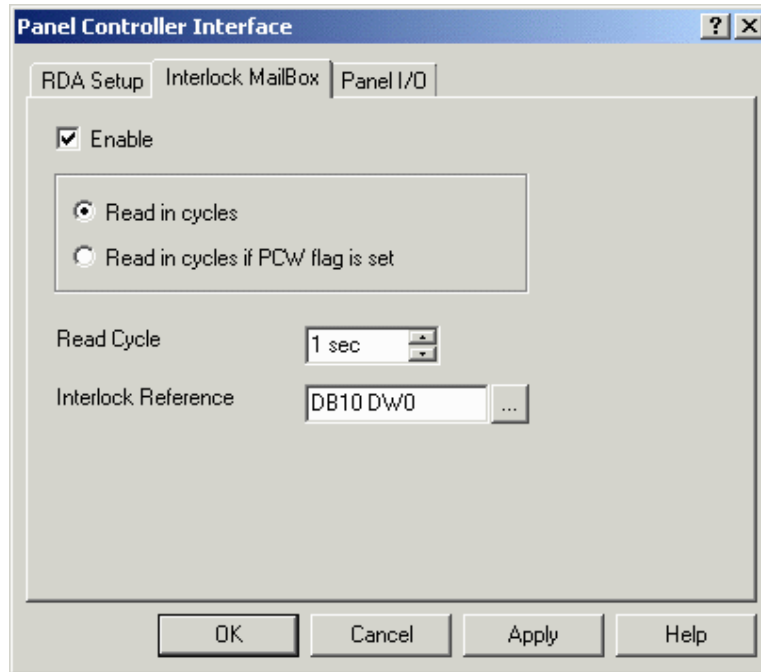 Panel Controller Interface
RDA Setup Interlock MailBox Panel I/O
Enable
Read in cycles
Read in cycles if PCW flag is set
Read Cycle 1 sec
Interlock Reference DB10 DW0 ...
OK Cancel Apply Help